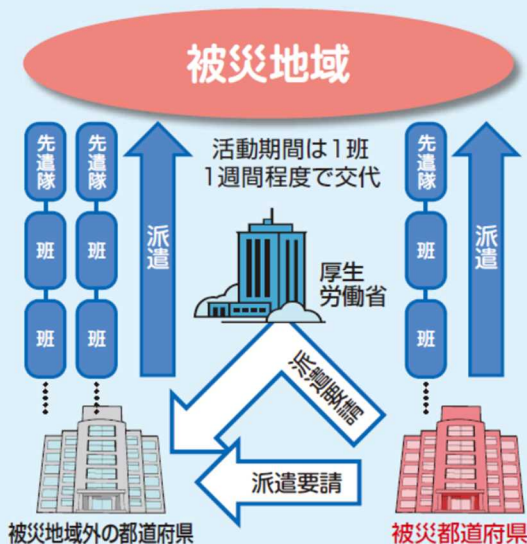 被災地域
先遣隊
班
班
先遣隊
班
班
派遣
活動期間は1班
1週間程度で交代
厚生
労働省
先遣隊
班
班
派遣
派遣要請
派遣要請
被災地域外の都道府県
被災都道府県